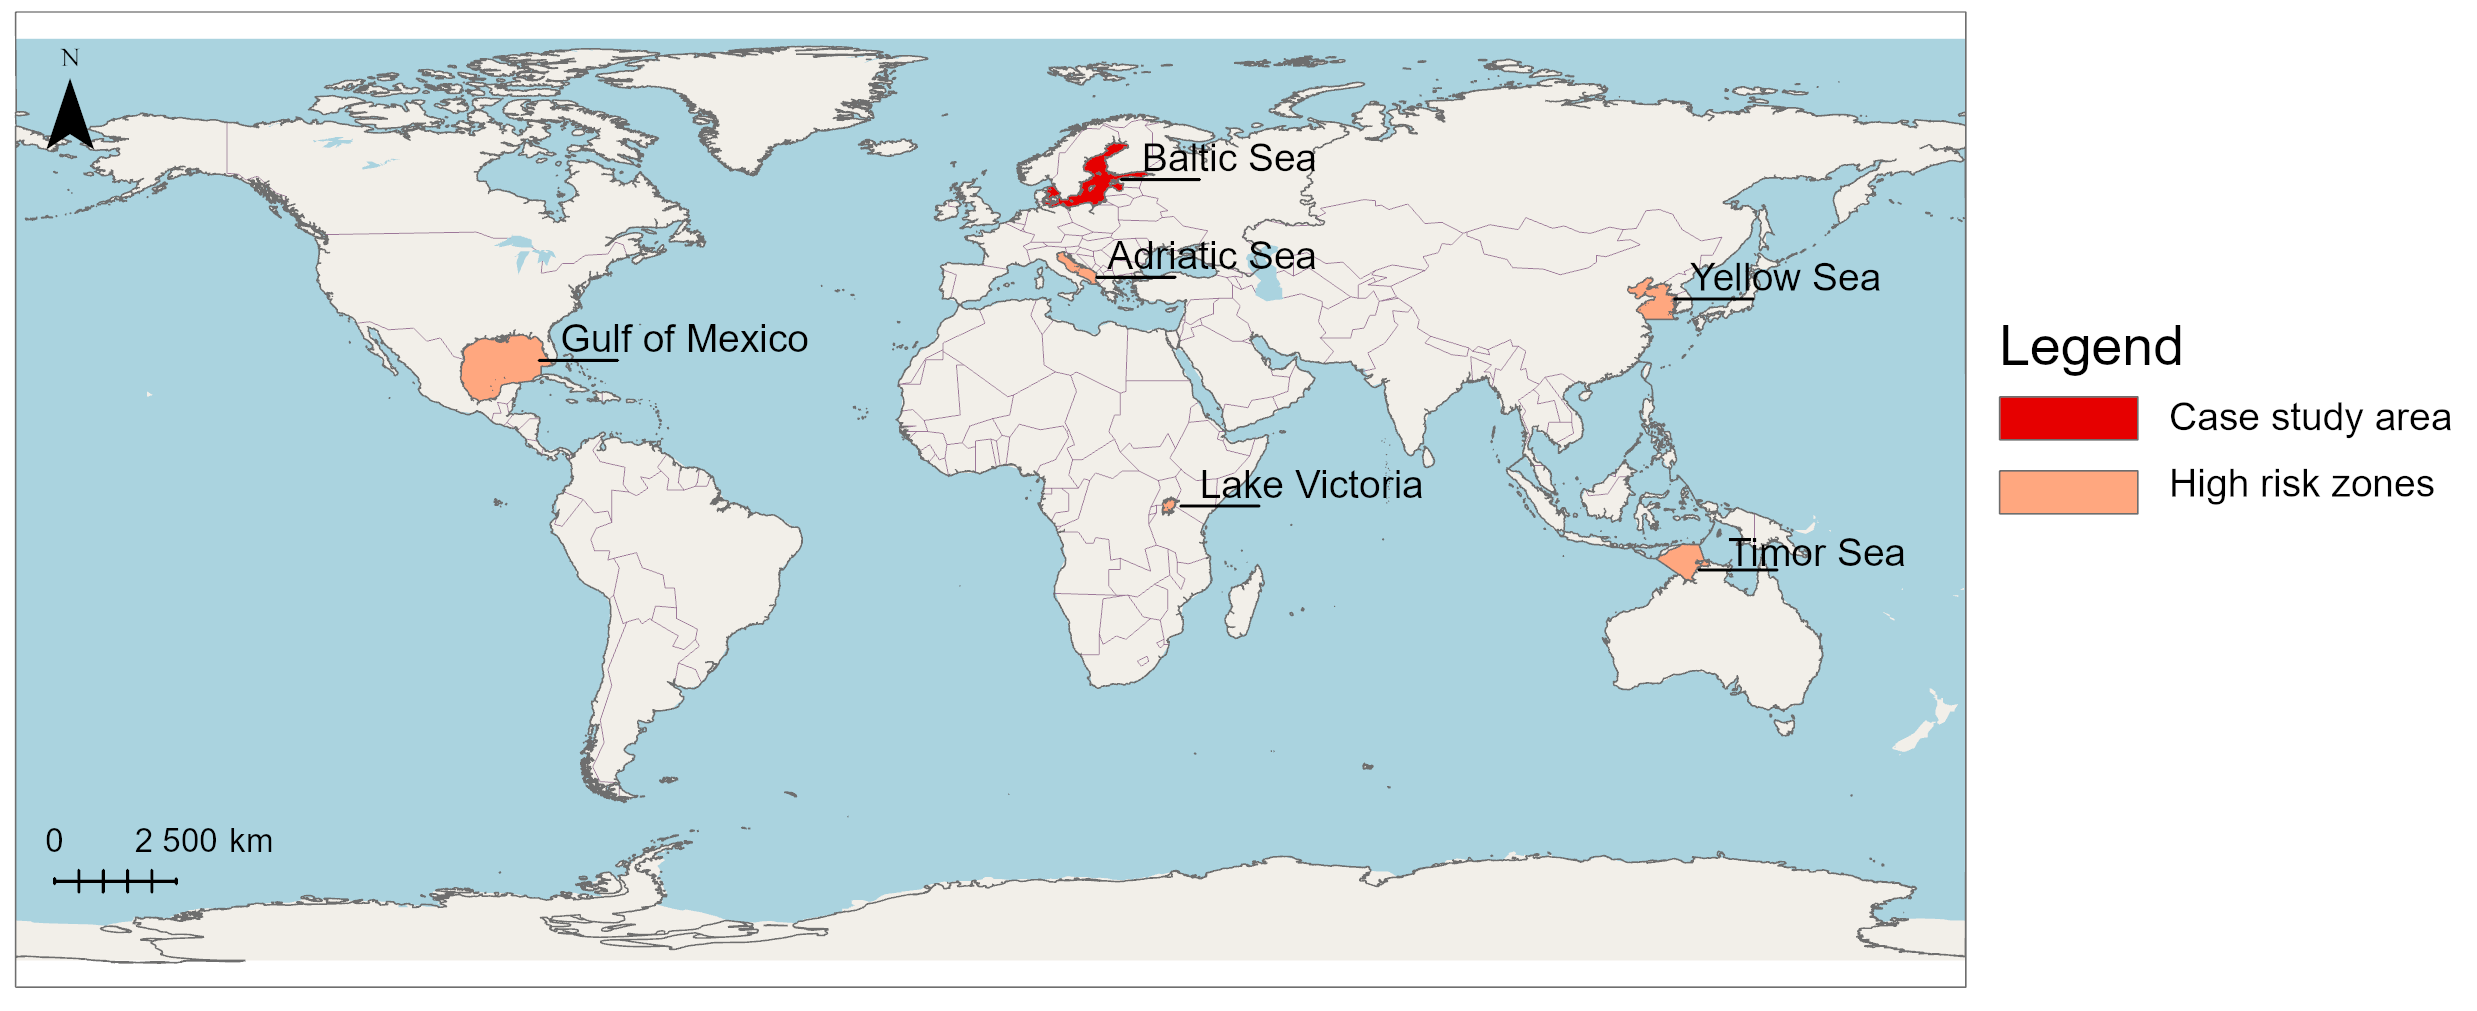 N
Baltic Sea
Adriatic Sea
Yellow Sea
Gulf of Mexico
Lake Victoria
Timor Sea
0 2 500 km
Legend
Case study area
High risk zones